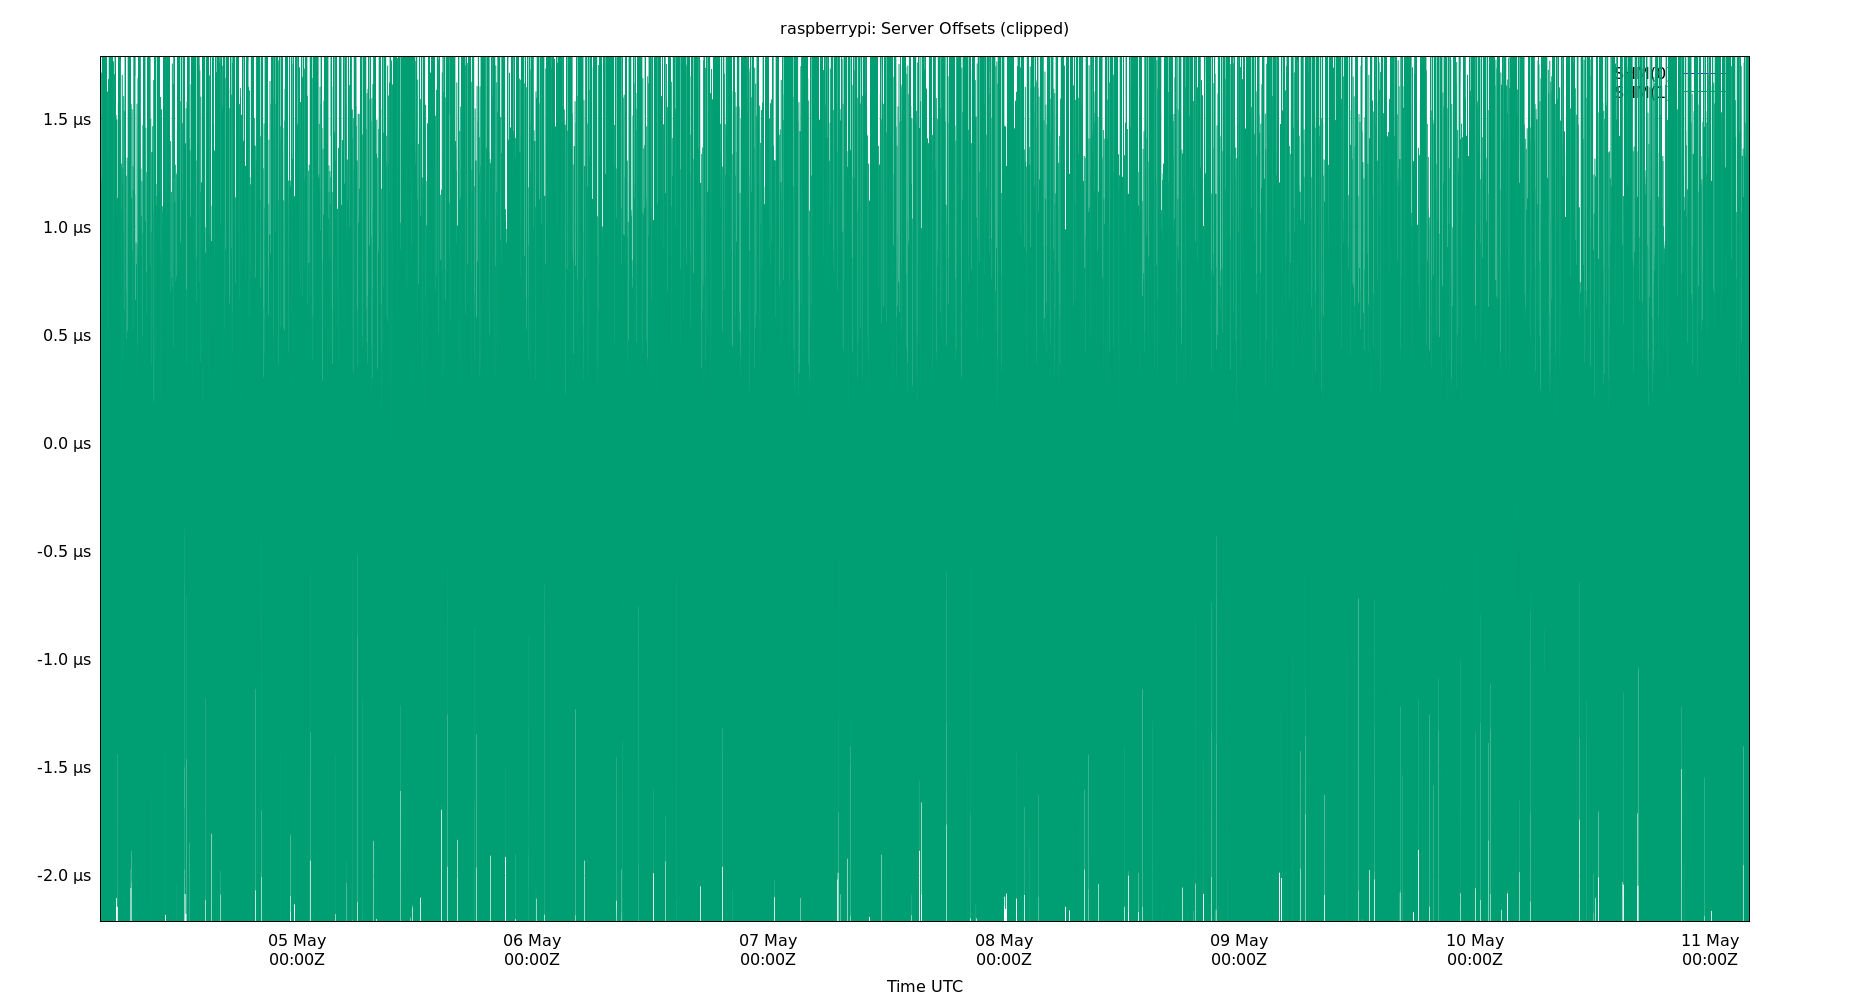 raspberrypi: Server Offsets (clipped)
1.5 µs
1.0 µs
0.5 µs
0.0 µs
-0.5 µs
-1.0 µs
-1.5 µs
-2.0 µs
05 May
00:00Z
06 May
00:00Z
07 May
00:00Z
08 May
00:00Z
09 May
00:00Z
10 May
00:00Z
11 May
00:00Z
Time UTC